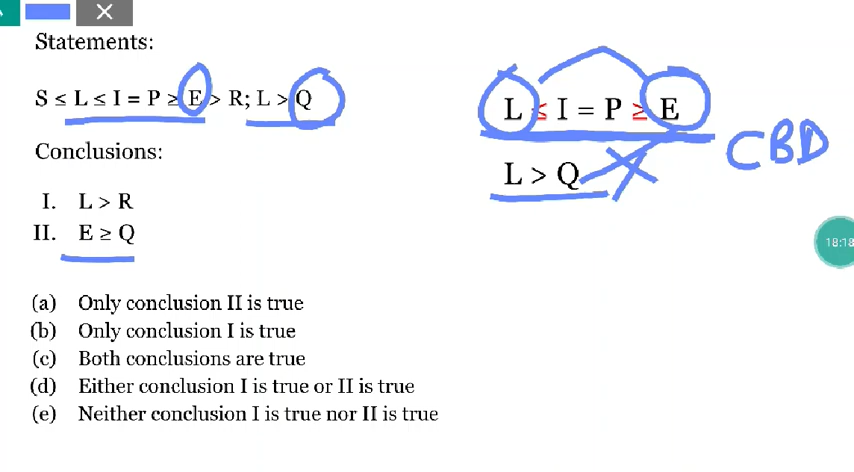 Statements:
S ≤ L ≤ I = P ≥ E > R; L > Q
Conclusions:
I. L > R
II. E ≥ Q
(a) Only conclusion II is true
(b) Only conclusion I is true
(c) Both conclusions are true
(d) Either conclusion I is true or II is true
(e) Neither conclusion I is true nor II is true
L ≤ I = P ≥ E
L > Q
CBD
18:18